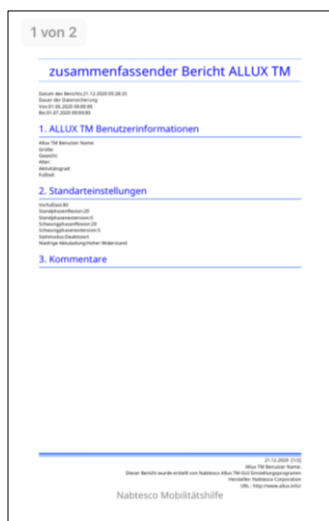 1 von 2
zusammenfassender Bericht ALLUX TM
Datum des Berichts:21.12.2020 05:28:35
Dauer der Datensicherung
Von:01.06.2020 00:00:00
Bis:01.07.2020 00:00:00
1. ALLUX TM Benutzerinformationen
Allux TM Benutzer Name:
Größe:
Gewicht:
Alter:
Aktivitätsgrad:
Fußteil:
2. Standarteinstellungen
Vorfußlast:80
Standphasenflexion:20
Standphasenextension:5
Schwungphasenflexion:20
Schwungphasenextension:5
Stehmodus:Deaktiviert
Niedrige Akkuladung:Hoher Widerstand
3. Kommentare
21.12.2020 [1/2]
Allux TM Benutzer Name:
Dieser Bericht wurde erstellt von Nabtesco Allux TM GUI Einstellungsprogramm
Hersteller: Nabtesco Corporation
URL : http://www.allux.info/
Nabtesco Mobilitätshilfe